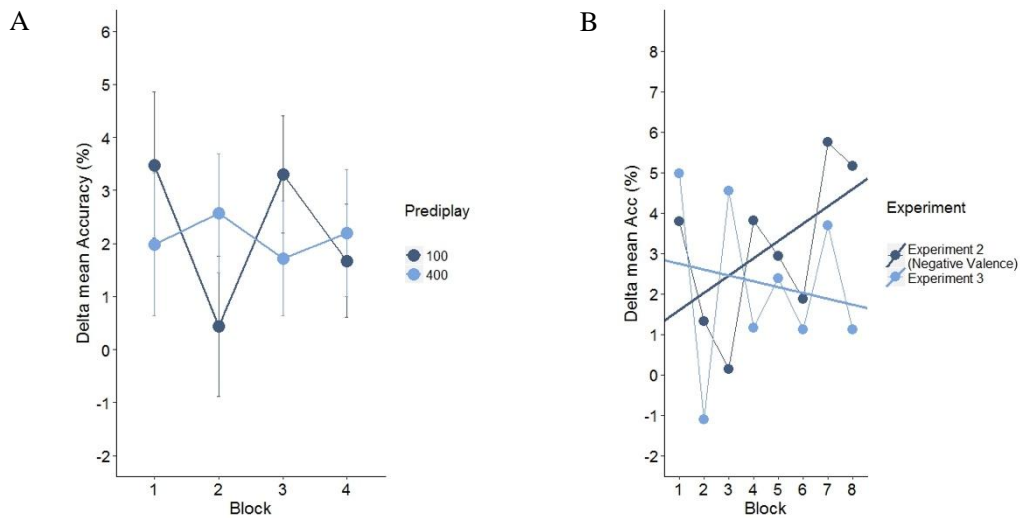 A
Delta mean Accuracy (%)
6
5
4
3
2
1
0
-1
-2
1 2 3 4
Block
Prediplay
100
400
B
Delta mean Acc (%)
8
7
6
5
4
3
2
1
0
-1
-2
1 2 3 4 5 6 7 8
Block
Experiment
Experiment 2
(Negative Valence)
Experiment 3